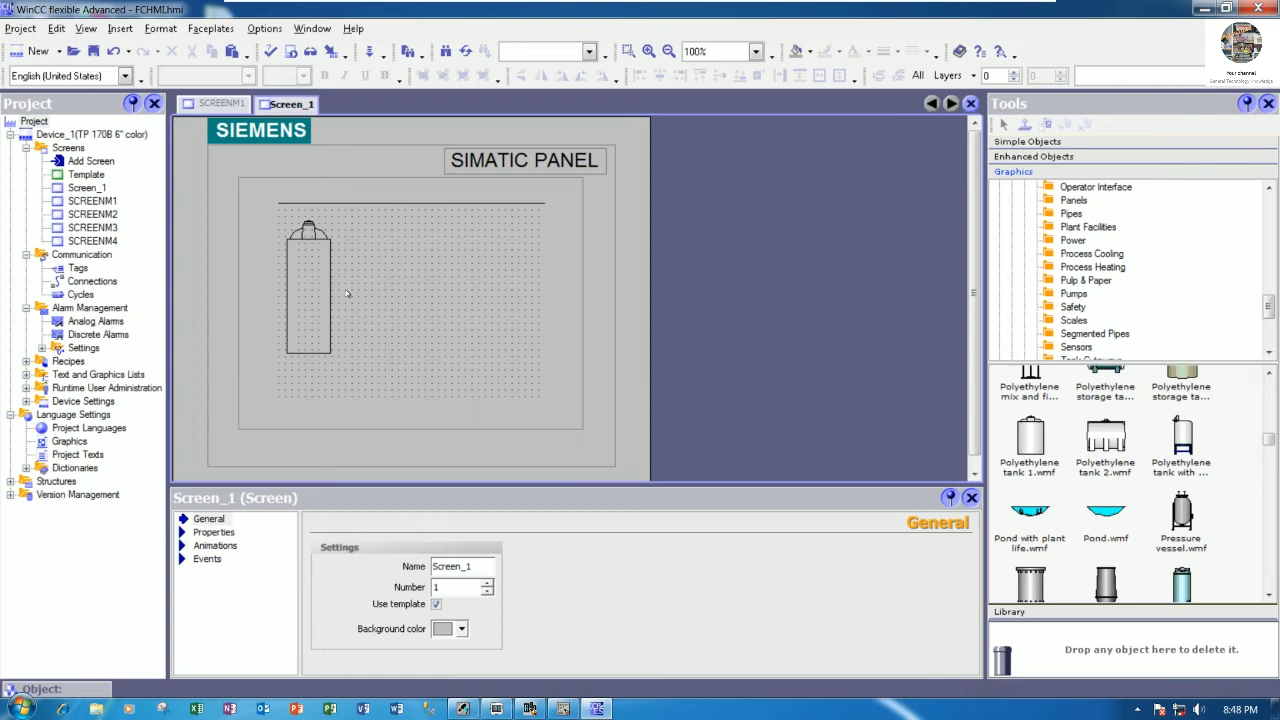 WinCC flexible Advanced - FCHMI.hmi
Project Edit View Insert Format Faceplates Options Window Help
New 100%
English (United States) All Layers 0 0
Your channel
General Technology Knowledge
Project
Project
Device_1(TP 170B 6" color)
Screens
Add Screen
Template
Screen_1
SCREENM1
SCREENM2
SCREENM3
SCREENM4
Communication
Tags
Connections
Cycles
Alarm Management
Analog Alarms
Discrete Alarms
Settings
Recipes
Text and Graphics Lists
Runtime User Administration
Device Settings
Language Settings
Project Languages
Graphics
Project Texts
Dictionaries
Structures
Version Management
Object:
SCREENM1 Screen_1
SIEMENS
SIMATIC PANEL
Screen_1 (Screen)
General
Properties
Animations
Events
General
Settings
Name Screen_1
Number 1
Use template
Background color
Tools
Simple Objects
Enhanced Objects
Graphics
Operator Interface
Panels
Pipes
Plant Facilities
Power
Process Cooling
Process Heating
Pulp & Paper
Pumps
Safety
Scales
Segmented Pipes
Sensors
Polyethylene mix and fi... Polyethylene storage ta... Polyethylene storage ta...
Polyethylene tank 1.wmf Polyethylene tank 2.wmf Polyethylene tank with ...
Pond with plant life.wmf Pond.wmf Pressure vessel.wmf
Library
Drop any object here to delete it.
8:48 PM